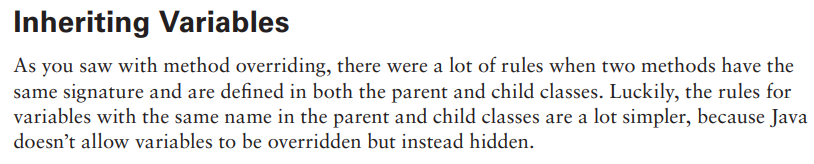 Inheriting Variables
As you saw with method overriding, there were a lot of rules when two methods have the
same signature and are defined in both the parent and child classes. Luckily, the rules for
variables with the same name in the parent and child classes are a lot simpler, because Java
doesn’t allow variables to be overridden but instead hidden.